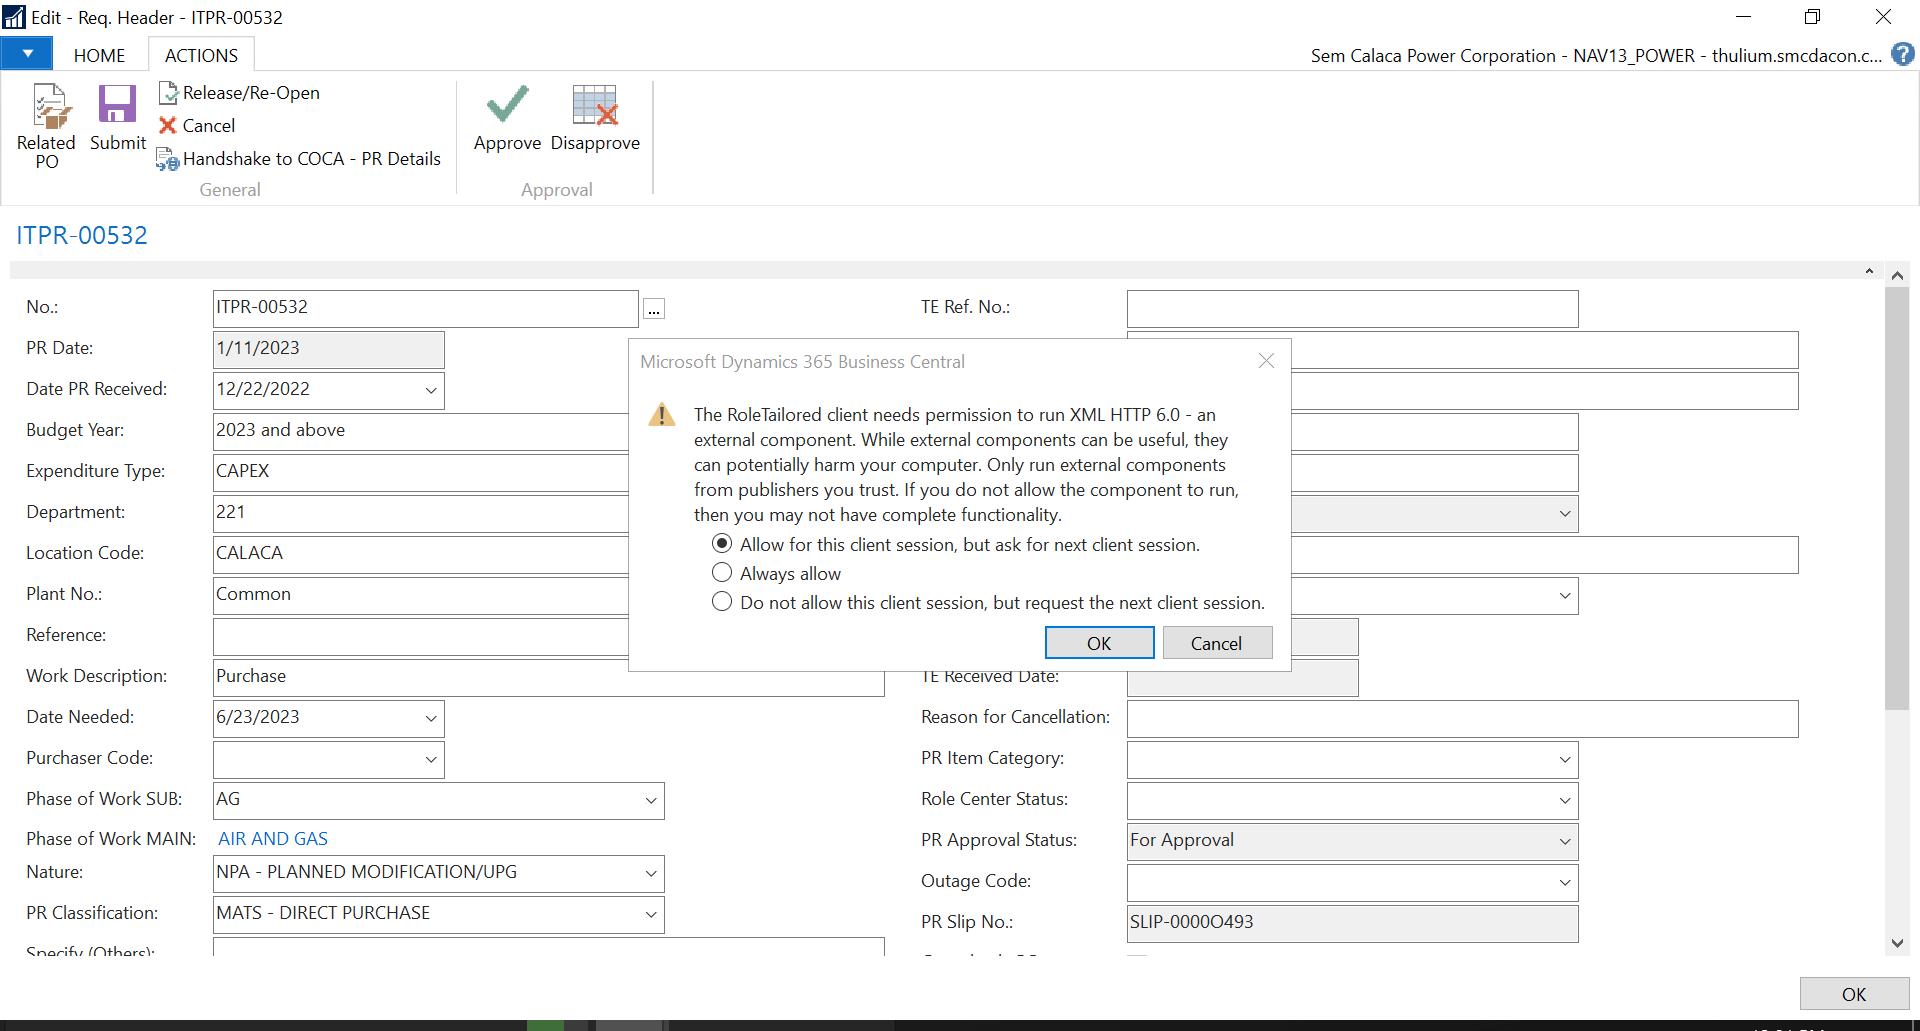 Edit - Req. Header - ITPR-00532
HOME
ACTIONS
Sem Calaca Power Corporation - NAV13_POWER - thulium.smcdacon.c...
?
Related
PO
Submit
Release/Re-Open
Cancel
Handshake to COCA - PR Details
General
Approve
Disapprove
Approval
ITPR-00532
No.:
ITPR-00532
...
TE Ref. No.:
PR Date:
1/11/2023
Date PR Received:
12/22/2022
Budget Year:
2023 and above
Expenditure Type:
CAPEX
Department:
221
Location Code:
CALACA
Plant No.:
Common
Reference:
Work Description:
Purchase
Date Needed:
6/23/2023
Purchaser Code:
Phase of Work SUB:
AG
Phase of Work MAIN:
AIR AND GAS
Nature:
NPA - PLANNED MODIFICATION/UPG
PR Classification:
MATS - DIRECT PURCHASE
Specify (Others):
Microsoft Dynamics 365 Business Central
The RoleTailored client needs permission to run XML HTTP 6.0 - an
external component. While external components can be useful, they
can potentially harm your computer. Only run external components
from publishers you trust. If you do not allow the component to run,
then you may not have complete functionality.
Allow for this client session, but ask for next client session.
Always allow
Do not allow this client session, but request the next client session.
OK
Cancel
TE Received Date:
Reason for Cancellation:
PR Item Category:
Role Center Status:
PR Approval Status:
For Approval
Outage Code:
PR Slip No.:
SLIP-0000O493
OK